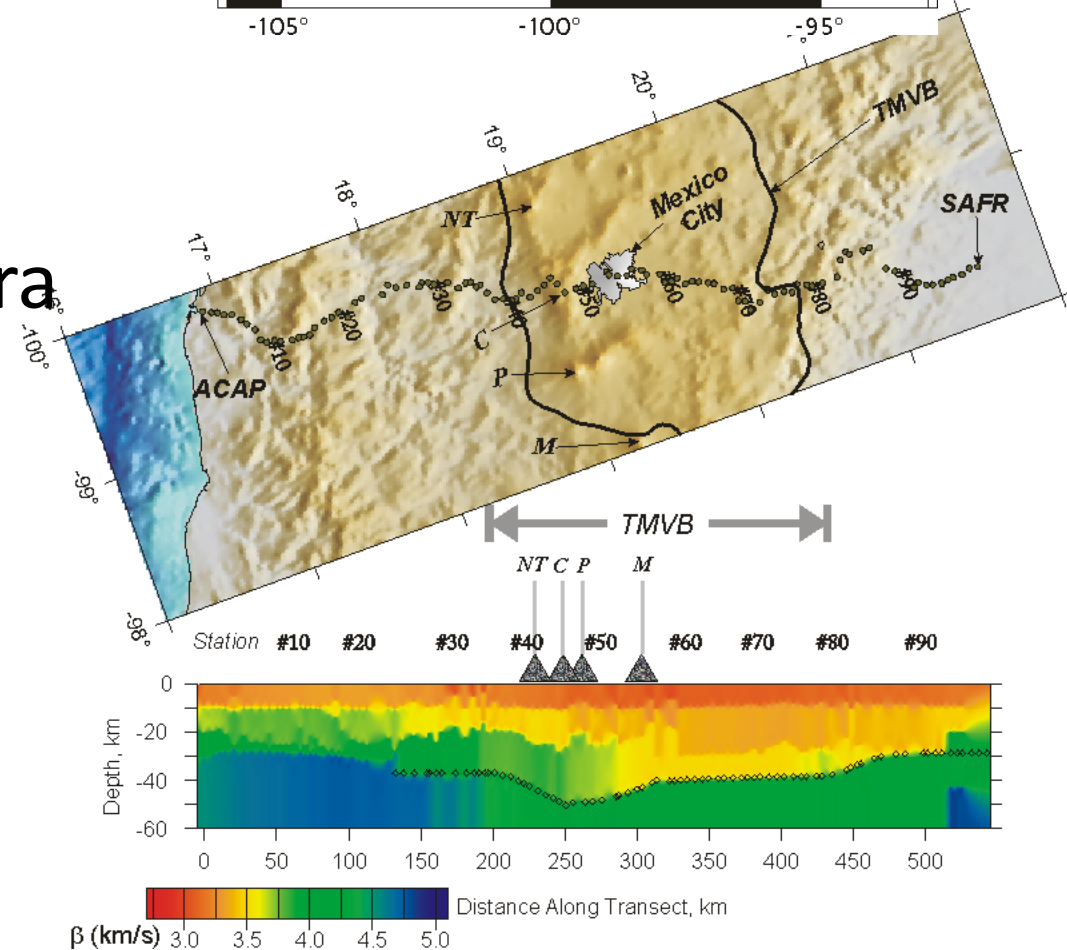 -105° -100° -95°
20°
19°
TMVB
18°
Mexico
City
NT
SAFR
17°
ra
16°
#30
#40
#50
#60
#70
#80
#90
#20
#10
-100°
C
P
ACAP
M
-99°
TMVB
NT C P M
-98°
Station #10 #20 #30 #40 #50 #60 #70 #80 #90
0
-20
-40
-60
Depth, km
0 50 100 150 200 250 300 350 400 450 500
Distance Along Transect, km
β (km/s) 3.0 3.5 4.0 4.5 5.0